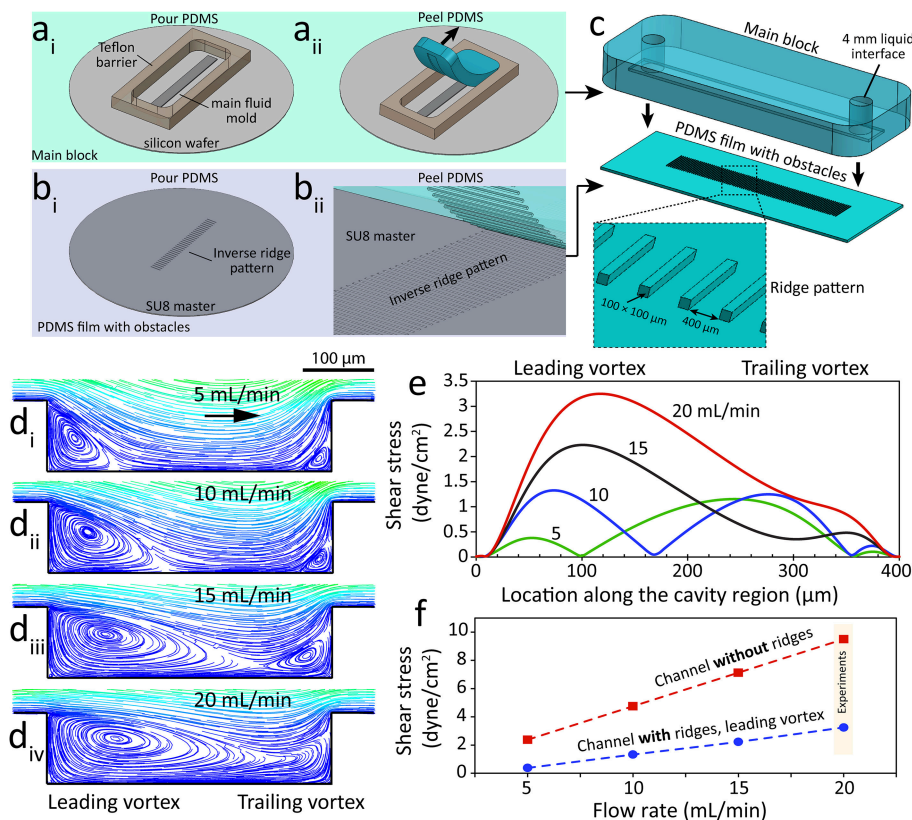 a i
Pour PDMS
Teflon
barrier
main fluid
mold
silicon wafer
Main block
a ii
Peel PDMS
b i
Pour PDMS
Inverse ridge
pattern
SU8 master
PDMS film with obstacles
b ii
Peel PDMS
SU8 master
Inverse ridge pattern
c
Main block
4 mm liquid
interface
PDMS film with obstacles
100 × 100 µm
400 µm
Ridge pattern
100 µm
d i
5 mL/min
d ii
10 mL/min
d iii
15 mL/min
d iv
20 mL/min
Leading vortex
Trailing vortex
e
Leading vortex
Trailing vortex
Shear stress
(dyne/cm²)
3.5
3
2.5
2
1.5
1
0.5
0
20 mL/min
15
10
5
0
100
200
300
400
Location along the cavity region (µm)
f
Shear stress
(dyne/cm²)
10
8
6
4
2
0
Channel without ridges
Channel with ridges, leading vortex
Experiments
5
10
15
20
Flow rate (mL/min)